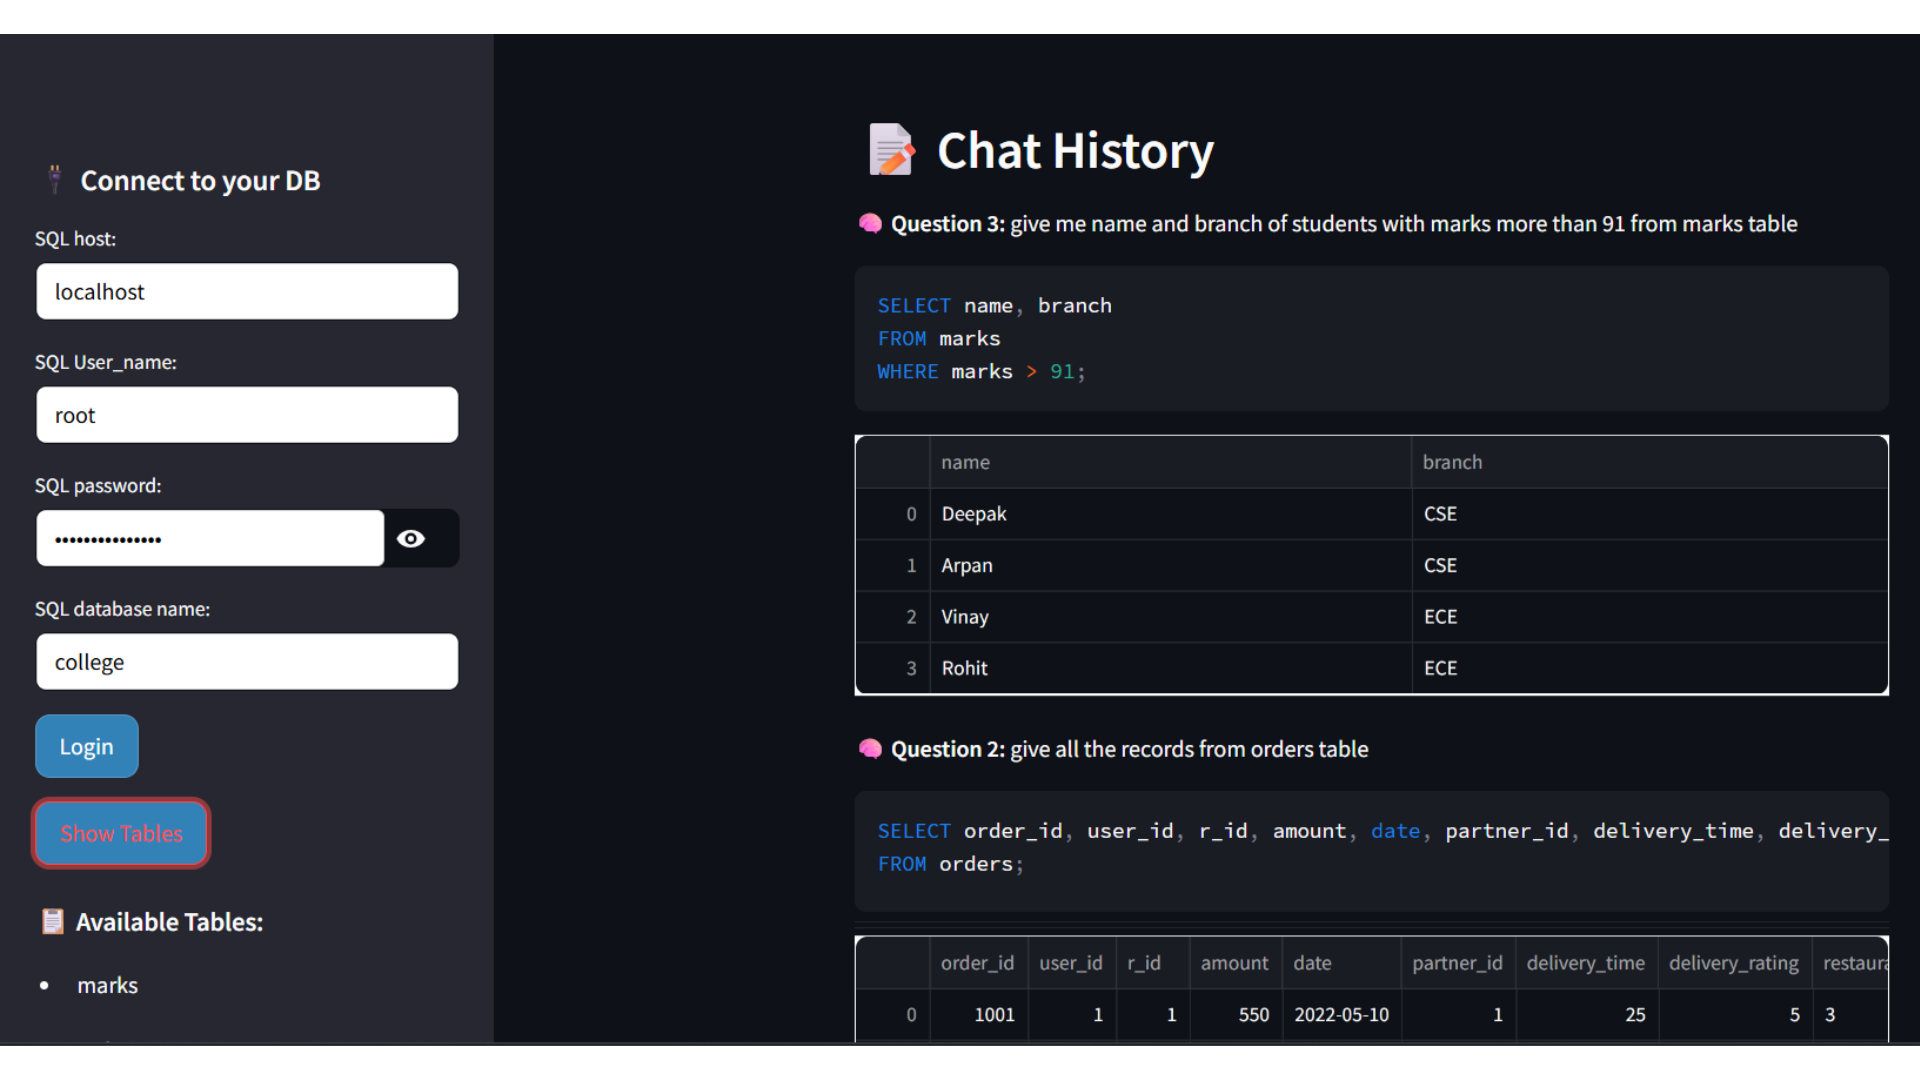 Connect to your DB
SQL host:
localhost
SQL User_name:
root
SQL password:
•••••••••••••••
SQL database name:
college
Login
Show Tables
Available Tables:
• marks
Chat History
Question 3: give me name and branch of students with marks more than 91 from marks table
SELECT name, branch
FROM marks
WHERE marks > 91;
name branch
0 Deepak CSE
1 Arpan CSE
2 Vinay ECE
3 Rohit ECE
Question 2: give all the records from orders table
SELECT order_id, user_id, r_id, amount, date, partner_id, delivery_time, delivery_
FROM orders;
order_id user_id r_id amount date partner_id delivery_time delivery_rating restaura
0 1001 1 1 550 2022-05-10 1 25 5 3